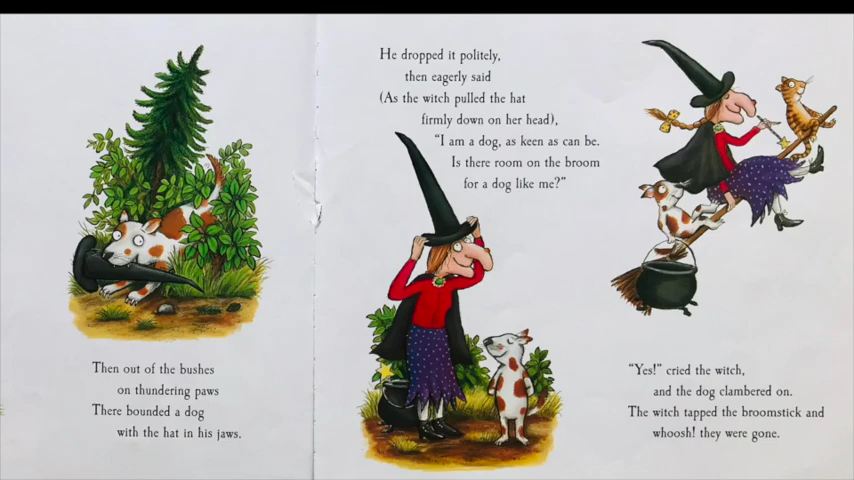 Then out of the bushes
on thundering paws
There bounded a dog
with the hat in his jaws.
He dropped it politely,
then eagerly said
(As the witch pulled the hat
firmly down on her head),
"I am a dog, as keen as can be.
Is there room on the broom
for a dog like me?"
"Yes!" cried the witch,
and the dog clambered on.
The witch tapped the broomstick and
whoosh! they were gone.